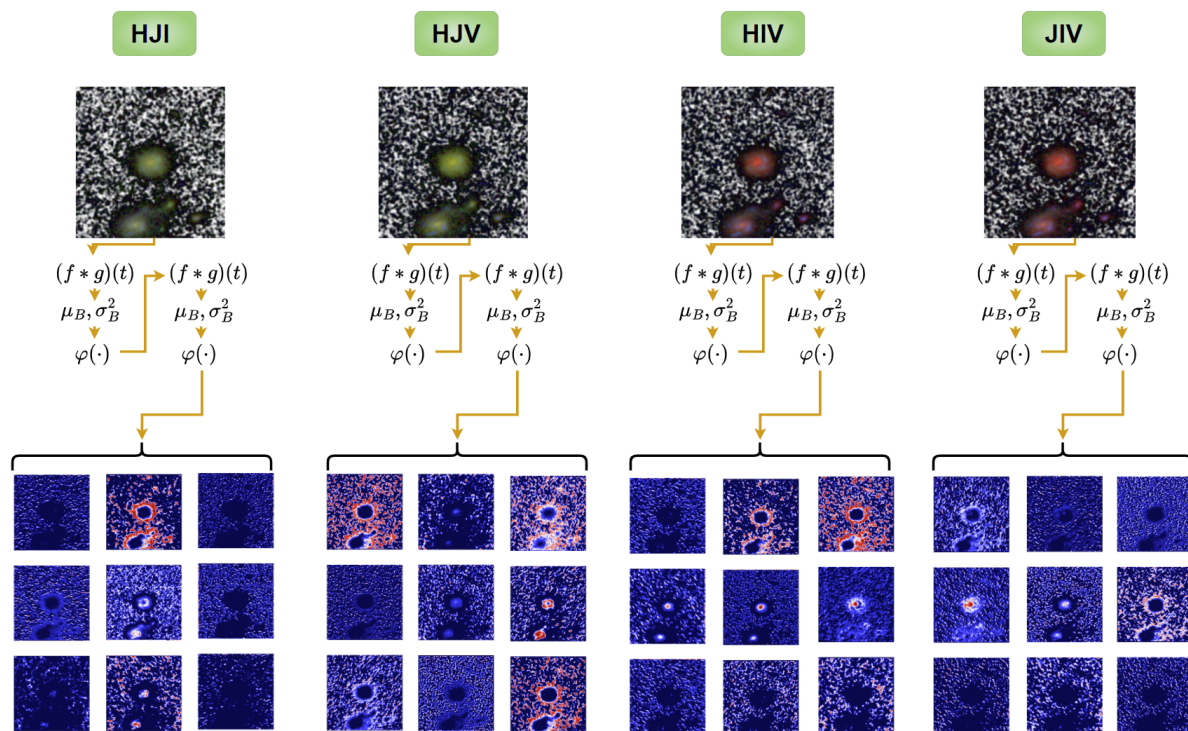 HJI HJV HIV JIV
(f * g)(t) (f * g)(t) (f * g)(t) (f * g)(t) (f * g)(t) (f * g)(t) (f * g)(t) (f * g)(t)
μ_B, σ_B^2 μ_B, σ_B^2 μ_B, σ_B^2 μ_B, σ_B^2 μ_B, σ_B^2 μ_B, σ_B^2 μ_B, σ_B^2 μ_B, σ_B^2
φ(·) φ(·) φ(·) φ(·) φ(·) φ(·) φ(·) φ(·)